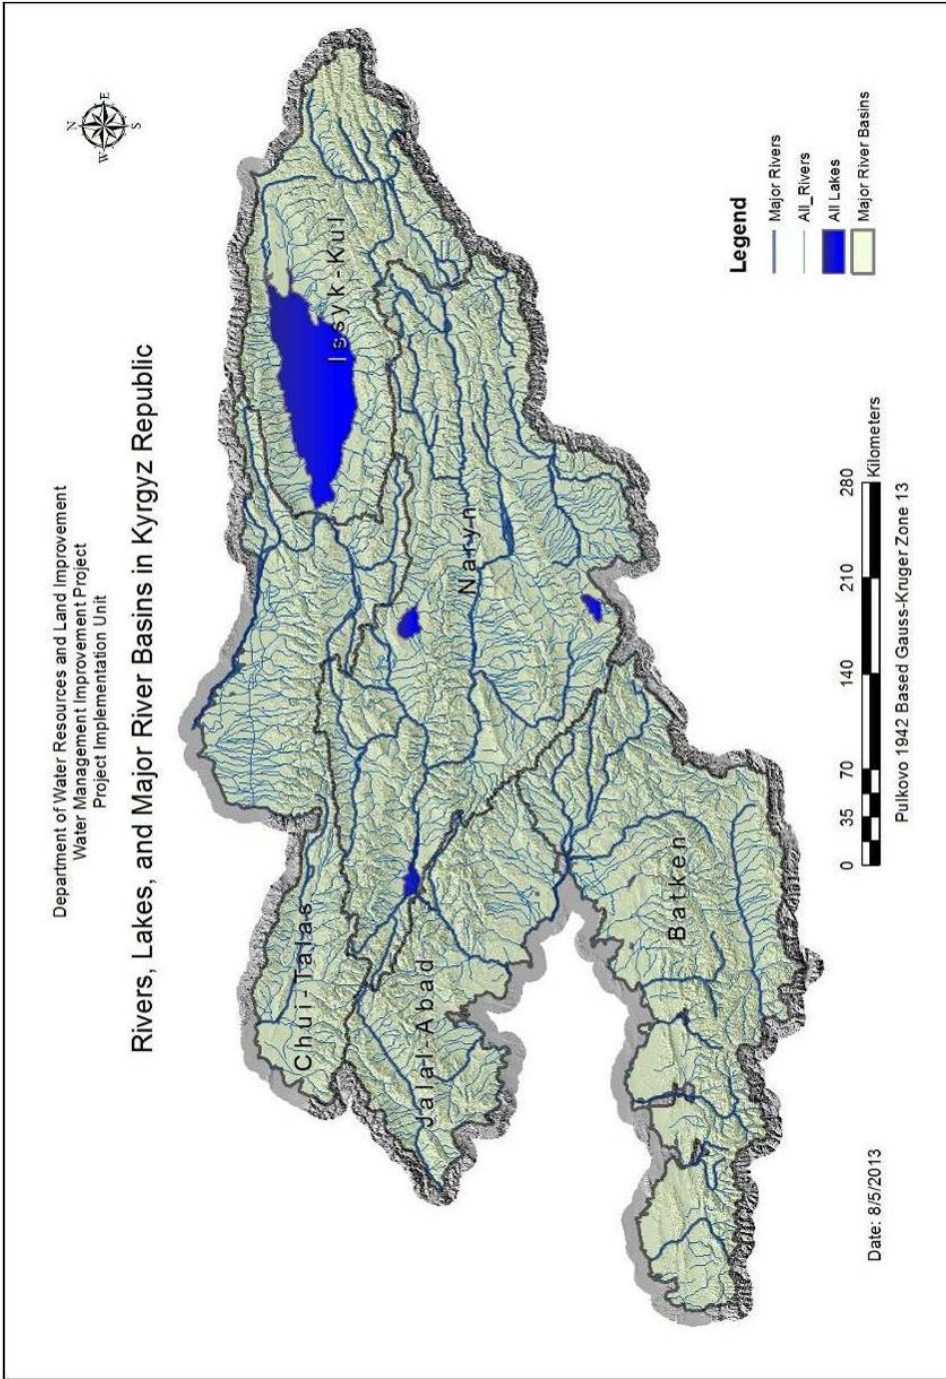 Department of Water Resources and Land Improvement
Water Management Improvement Project
Project Implementation Unit
Rivers, Lakes, and Major River Basins in Kyrgyz Republic
N
W
E
S
Chui-Talas
Issyk-Kul
Jalal-Abad
Naryn
Batken
Legend
Major Rivers
All_Rivers
All Lakes
Major River Basins
0 35 70 140 210 280
Kilometers
Pulkovo 1942 Based Gauss-Kruger Zone 13
Date: 8/5/2013